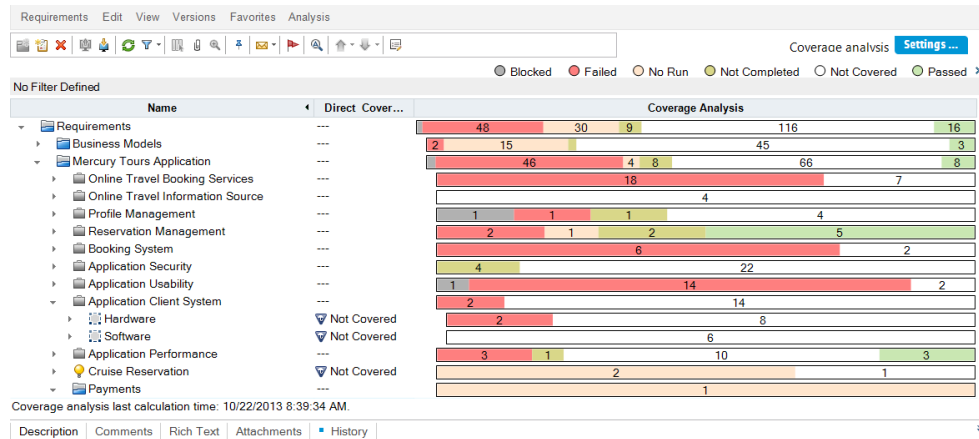 Requirements Edit View Versions Favorites Analysis
Coverage analysis Settings ...
Blocked Failed No Run Not Completed Not Covered Passed
No Filter Defined
Name Direct Cover... Coverage Analysis
Requirements --- 48 30 9 116 16
Business Models --- 2 15 45 3
Mercury Tours Application --- 46 4 8 66 8
Online Travel Booking Services --- 18 7
Online Travel Information Source --- 4
Profile Management --- 1 1 1 4
Reservation Management --- 2 1 2 5
Booking System --- 6 2
Application Security --- 4 22
Application Usability --- 1 14 2
Application Client System --- 2 14
Hardware Not Covered 2 8
Software Not Covered 6
Application Performance --- 3 1 10 3
Cruise Reservation Not Covered 2 1
Payments --- 1
Coverage analysis last calculation time: 10/22/2013 8:39:34 AM.
Description Comments Rich Text Attachments History